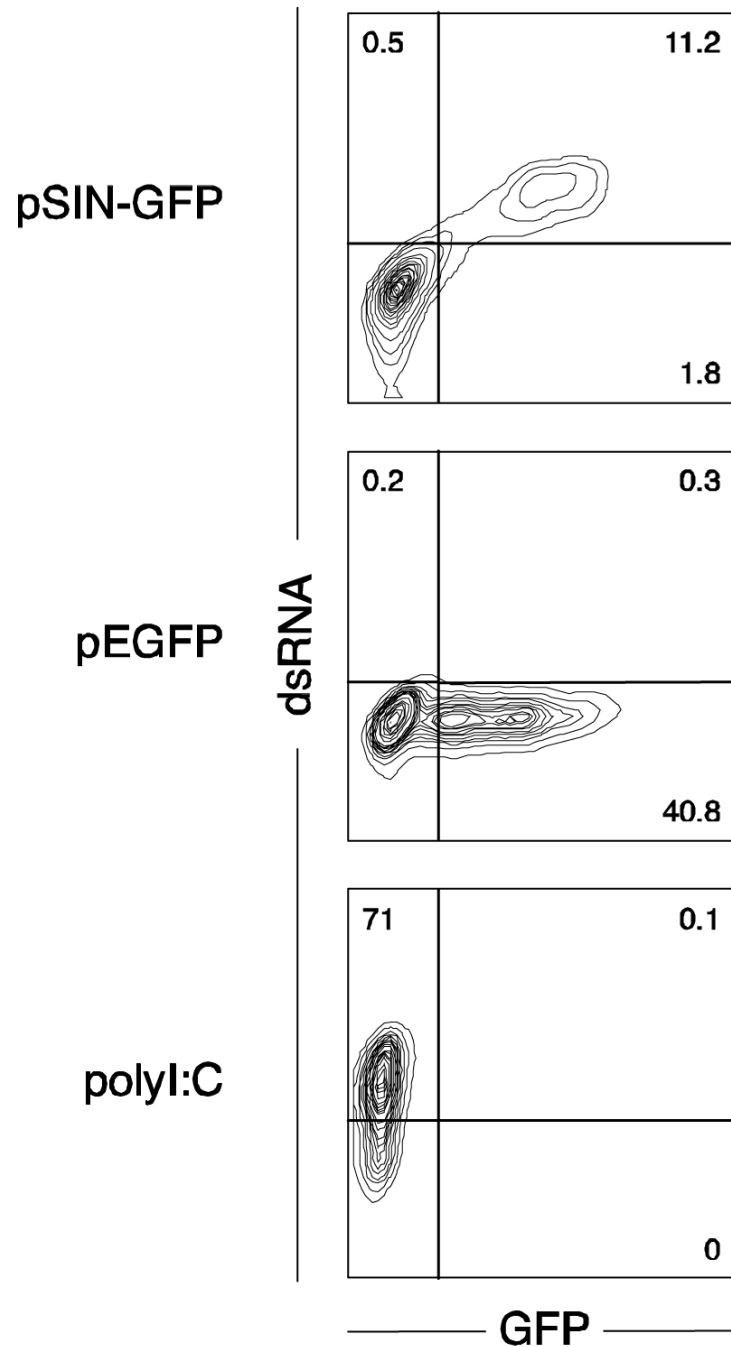 0.5 11.2
pSIN-GFP
1.8
0.2 0.3
pEGFP
dsRNA
40.8
71 0.1
polyI:C
0
GFP